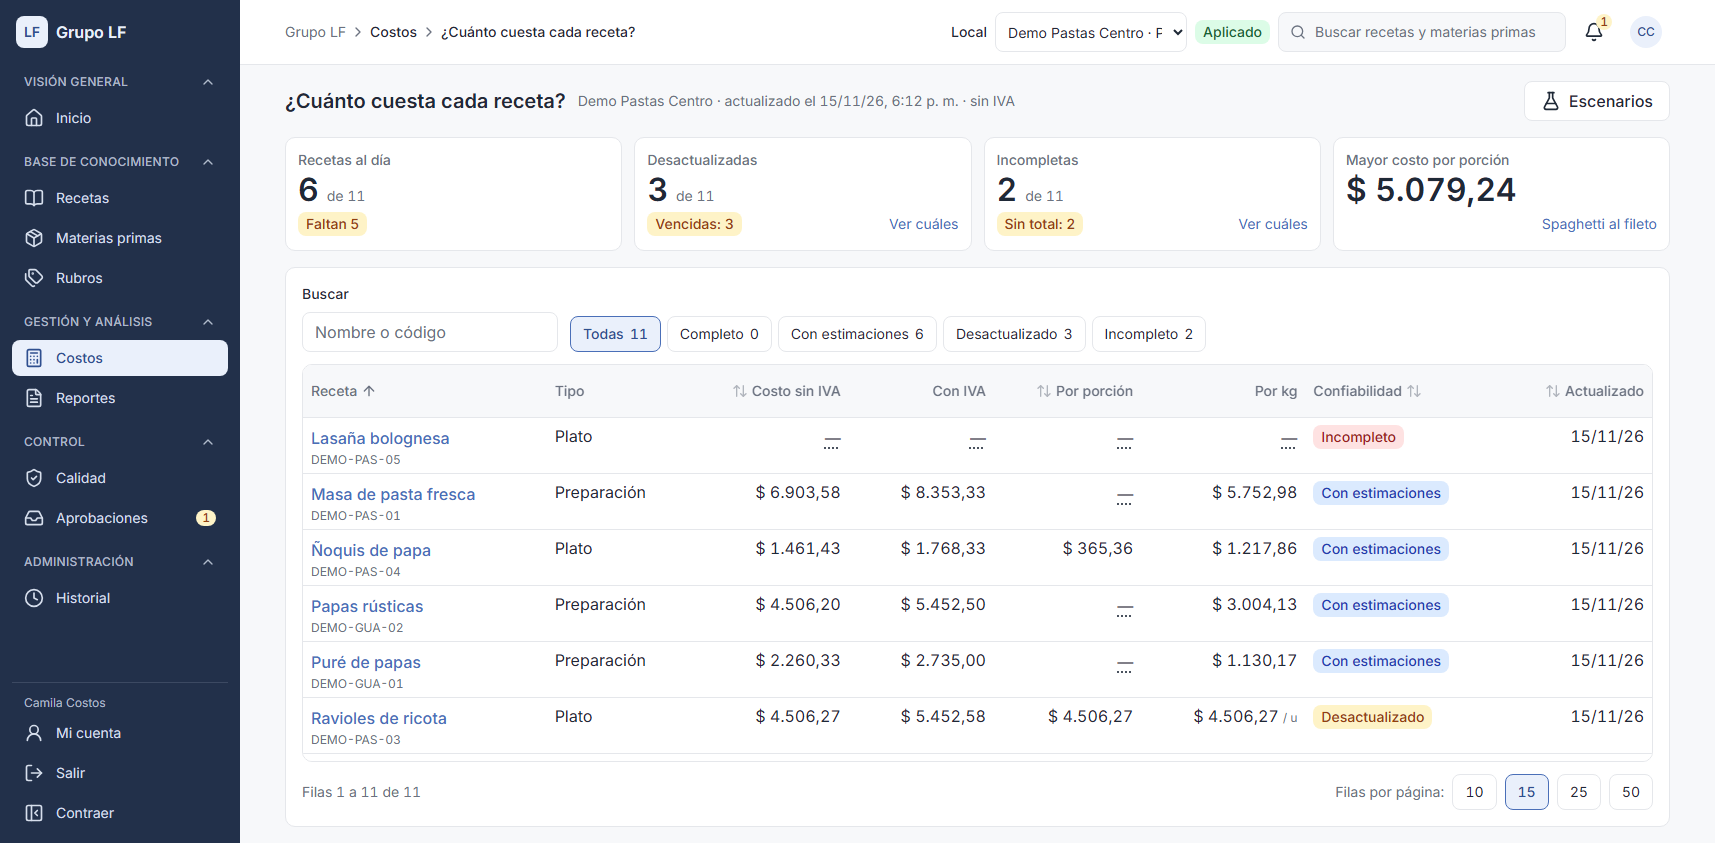 LF Grupo LF
VISIÓN GENERAL
Inicio
BASE DE CONOCIMIENTO
Recetas
Materias primas
Rubros
GESTIÓN Y ANÁLISIS
Costos
Reportes
CONTROL
Calidad
Aprobaciones 1
ADMINISTRACIÓN
Historial
Camila Costos
Mi cuenta
Salir
Contraer
Grupo LF > Costos > ¿Cuánto cuesta cada receta?
Local Demo Pastas Centro · P Aplicado Buscar recetas y materias primas 1 CC
¿Cuánto cuesta cada receta? Demo Pastas Centro · actualizado el 15/11/26, 6:12 p. m. · sin IVA Escenarios
Recetas al día
6 de 11
Faltan 5
Desactualizadas
3 de 11
Vencidas: 3 Ver cuáles
Incompletas
2 de 11
Sin total: 2 Ver cuáles
Mayor costo por porción
$ 5.079,24
Spaghetti al fileto
Buscar
Nombre o código Todas 11 Completo 0 Con estimaciones 6 Desactualizado 3 Incompleto 2
Receta Tipo Costo sin IVA Con IVA Por porción Por kg Confiabilidad Actualizado
Lasaña bolognesa Plato — — — — Incompleto 15/11/26
DEMO-PAS-05
Masa de pasta fresca Preparación $ 6.903,58 $ 8.353,33 — $ 5.752,98 Con estimaciones 15/11/26
DEMO-PAS-01
Ñoquis de papa Plato $ 1.461,43 $ 1.768,33 $ 365,36 $ 1.217,86 Con estimaciones 15/11/26
DEMO-PAS-04
Papas rústicas Preparación $ 4.506,20 $ 5.452,50 — $ 3.004,13 Con estimaciones 15/11/26
DEMO-GUA-02
Puré de papas Preparación $ 2.260,33 $ 2.735,00 — $ 1.130,17 Con estimaciones 15/11/26
DEMO-GUA-01
Ravioles de ricota Plato $ 4.506,27 $ 5.452,58 $ 4.506,27 $ 4.506,27 / u Desactualizado 15/11/26
DEMO-PAS-03
Filas 1 a 11 de 11 Filas por página: 10 15 25 50